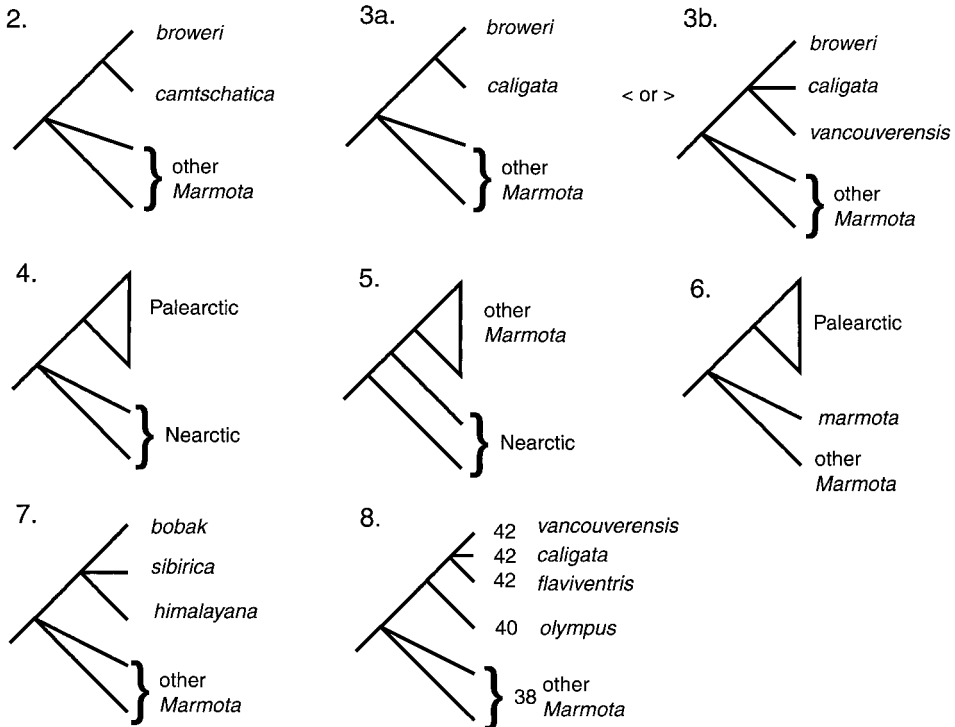 2.
broweri
camtschatica
}
other
Marmota
3a.
broweri
caligata
}
other
Marmota
< or >
3b.
broweri
caligata
vancouverensis
}
other
Marmota
4.
Palearctic
}
Nearctic
5.
other
Marmota
}
Nearctic
6.
Palearctic
marmota
other
Marmota
7.
bobak
sibirica
himalayana
}
other
Marmota
8.
42 vancouverensis
42 caligata
42 flaviventris
40 olympus
} 38 other
Marmota